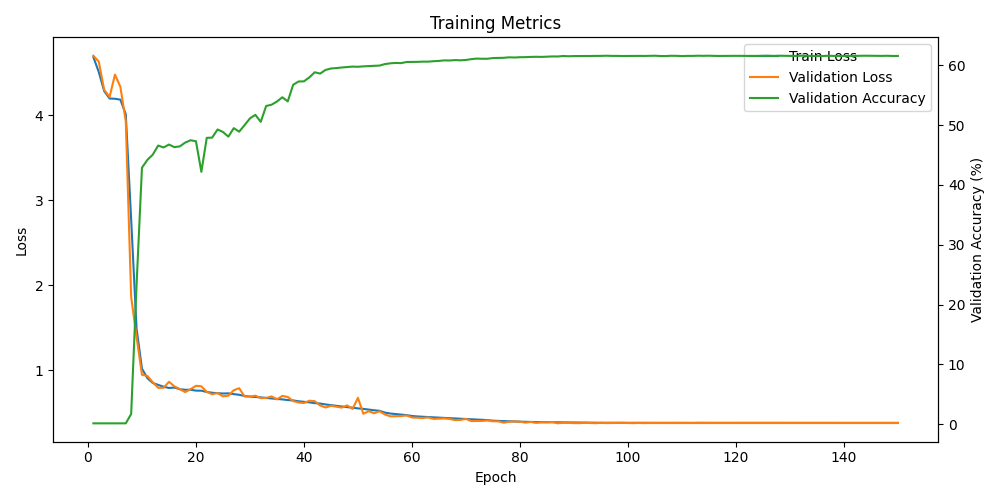 Training Metrics
Train Loss
Validation Loss
Validation Accuracy
Loss
4
3
2
1
Validation Accuracy (%)
60
50
40
30
20
10
0
0 20 40 60 80 100 120 140
Epoch